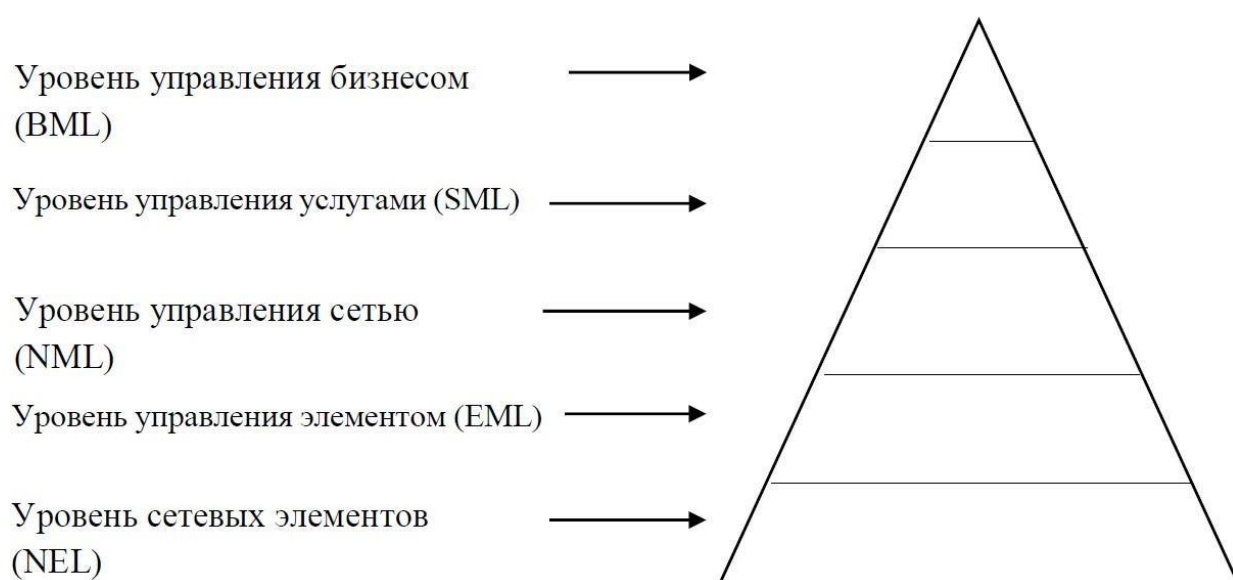 Уровень управления бизнесом
(BML)
Уровень управления услугами (SML)
Уровень управления сетью
(NML)
Уровень управления элементом (EML)
Уровень сетевых элементов
(NEL)